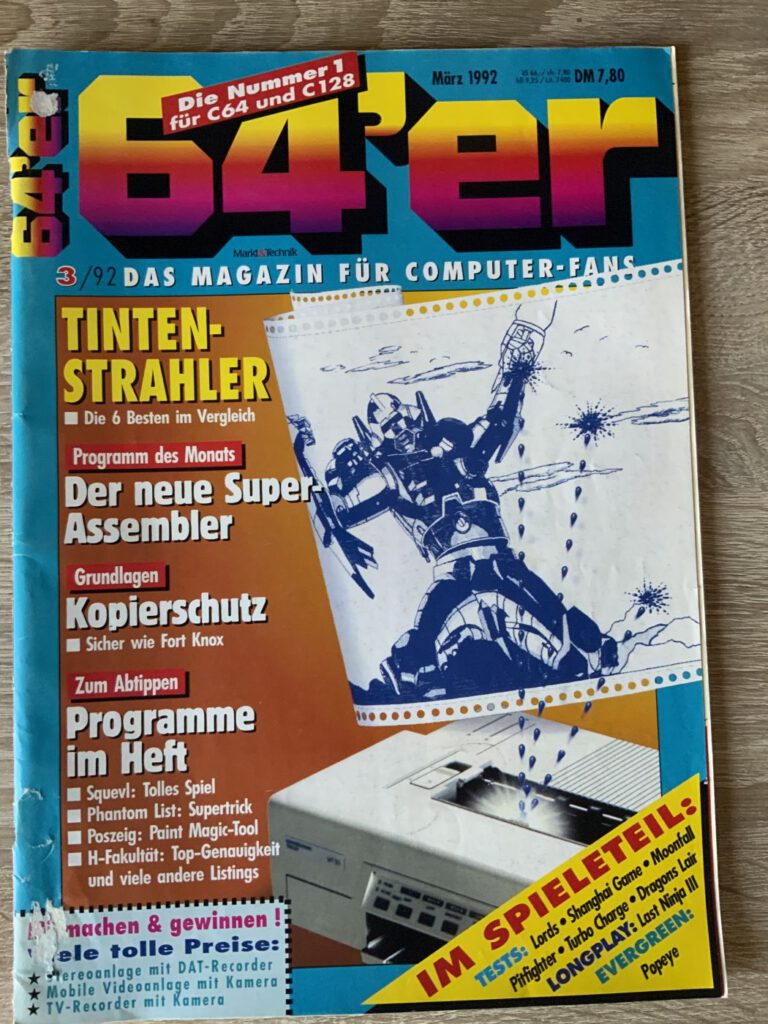 64'er
Die Nummer 1
für C64 und C128
März 1992
DM 7,80
64'er
Markt&Technik
3/92 DAS MAGAZIN FÜR COMPUTER-FANS
TINTEN-
STRAHLER
Die 6 Besten im Vergleich
Programm des Monats
Der neue Super-
Assembler
Grundlagen
Kopierschutz
Sicher wie Fort Knox
Zum Abtippen
Programme
im Heft
Squevl: Tolles Spiel
Phantom List: Supertrick
Poszeig: Paint Magic-Tool
H-Fakultät: Top-Genauigkeit
und viele andere Listings
machen & gewinnen !
tolle Preise:
Stereoanlage mit DAT-Recorder
Mobile Videoanlage mit Kamera
TV-Recorder mit Kamera
IM SPIELETEIL:
TESTS: Lords • Shanghai Game • Moonfall
Pitfighter • Turbo Charge • Dragons Lair
LONGPLAY: Last Ninja III
EVERGREEN:
Popeye